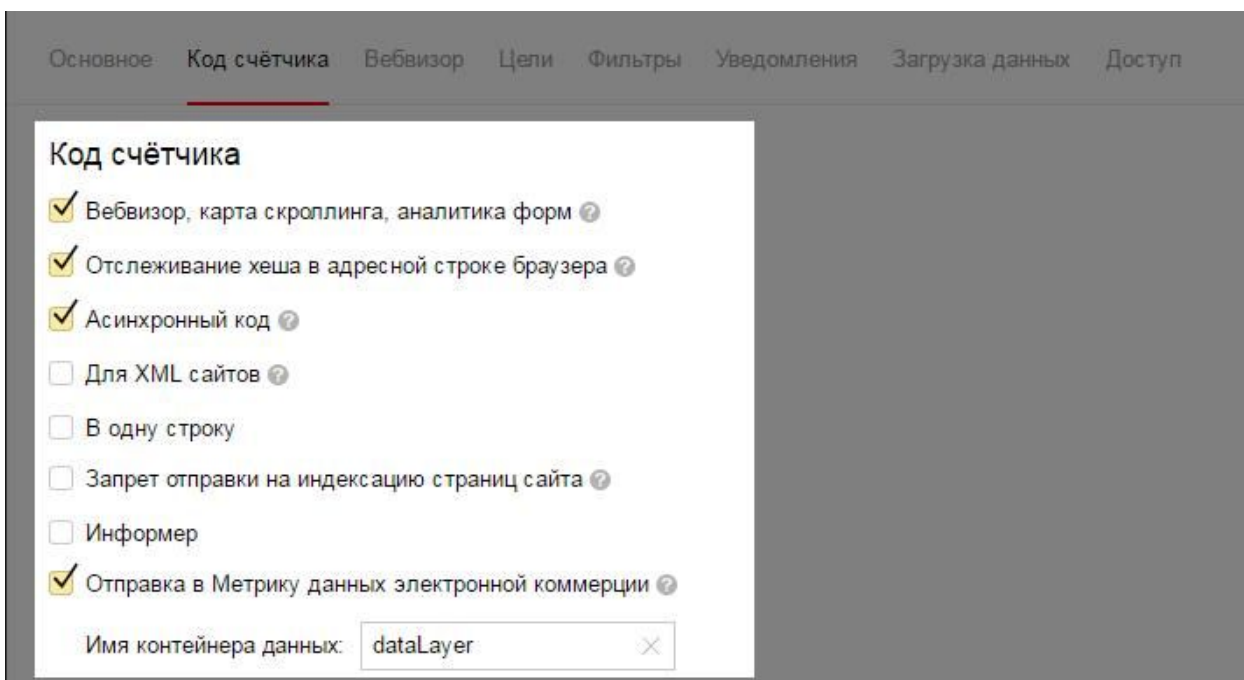 Основное Код счётчика Вебвизор Цели Фильтры Уведомления Загрузка данных Доступ
Код счётчика
Вебвизор, карта скроллинга, аналитика форм ?
Отслеживание хеша в адресной строке браузера ?
Асинхронный код ?
Для XML сайтов ?
В одну строку
Запрет отправки на индексацию страниц сайта ?
Информер
Отправка в Метрику данных электронной коммерции ?
Имя контейнера данных: dataLayer